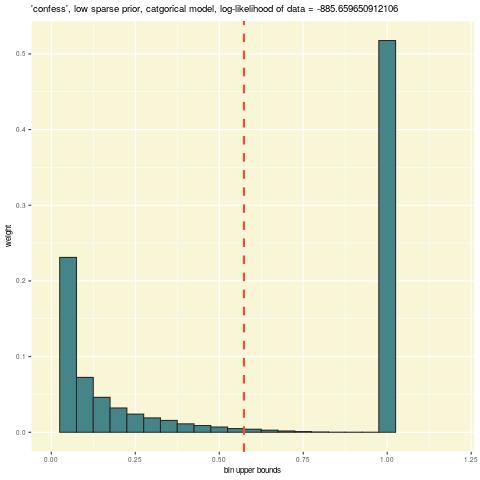 'confess', low sparse prior, catgorical model, log-likelihood of data = -885.659650912106
0.5
0.4
0.3
0.2
0.1
0.0
weight
0.00 0.25 0.50 0.75 1.00 1.25
bin upper bounds